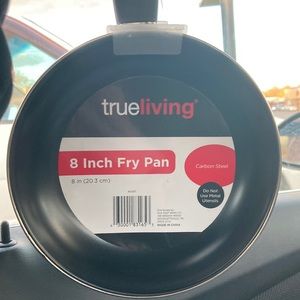 trueliving®
8 Inch Fry Pan
8 in (20.3 cm)
Carbon Steel
Do Not
Use Metal
Utensils
MADE IN CHINA